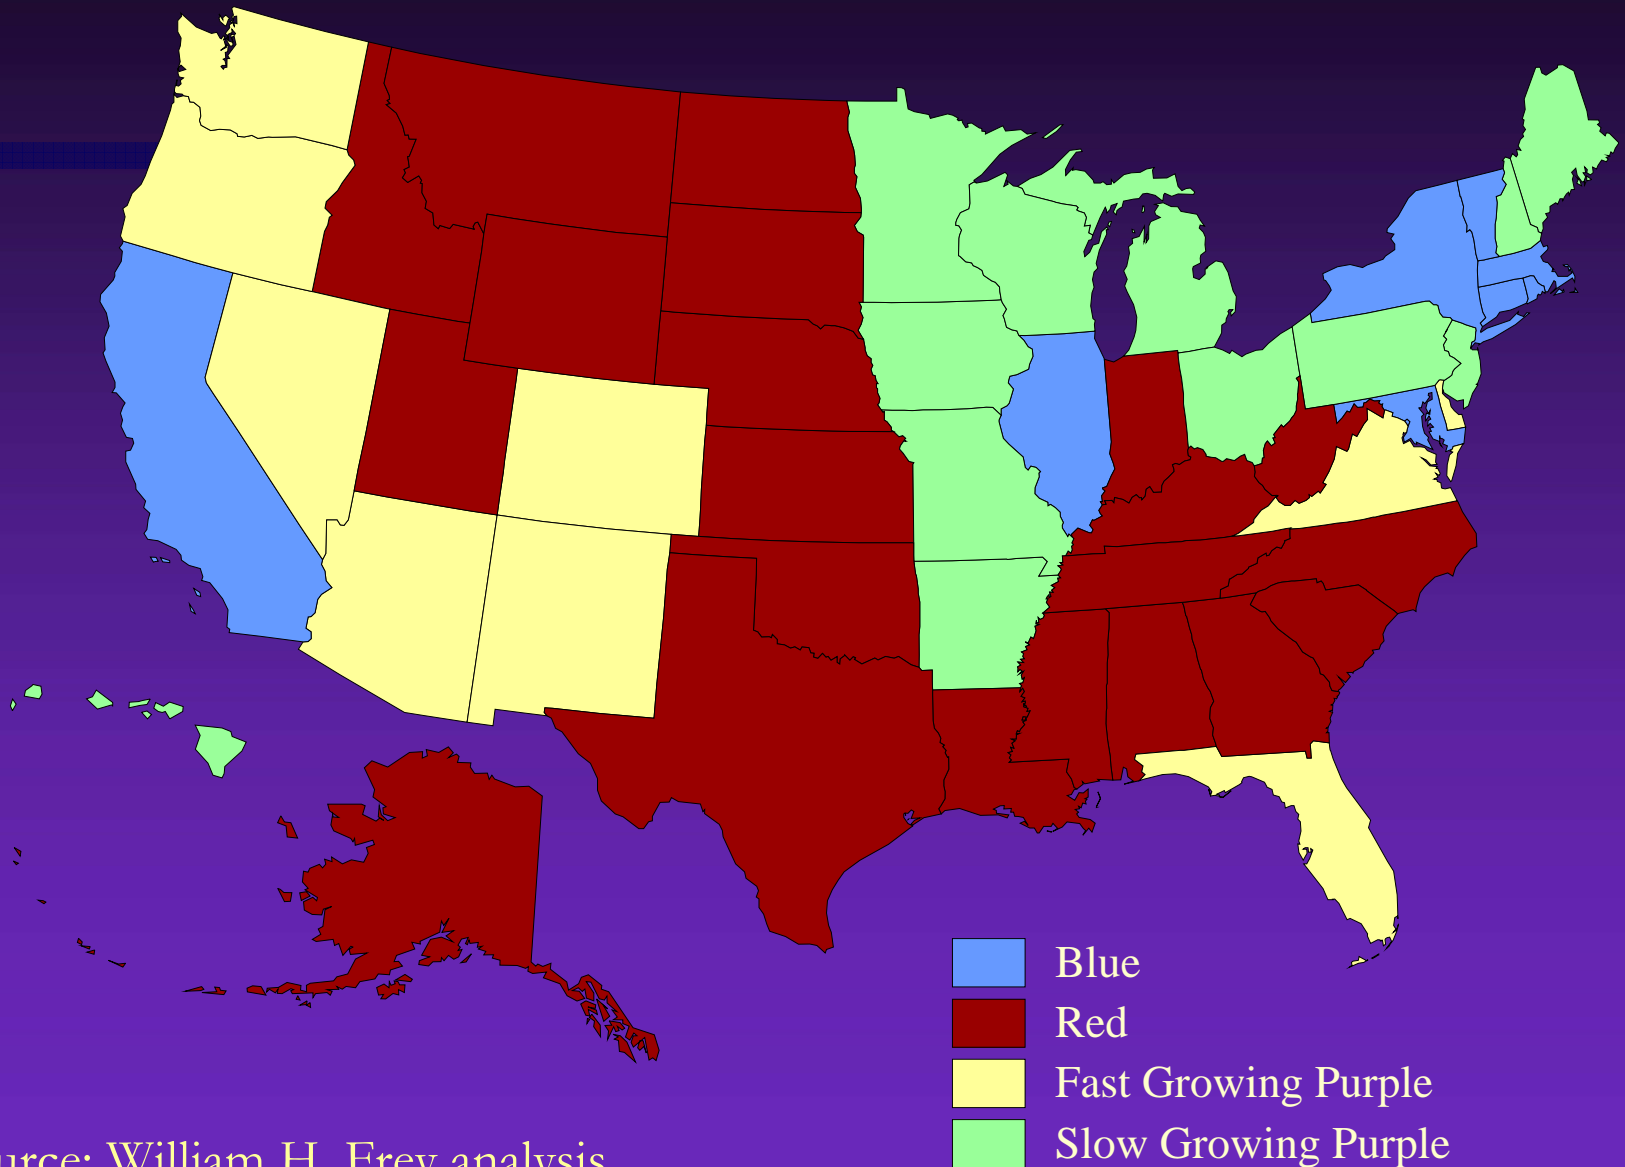 Blue
Red
Fast Growing Purple
Slow Growing Purple
urce: William H. Frey analysis